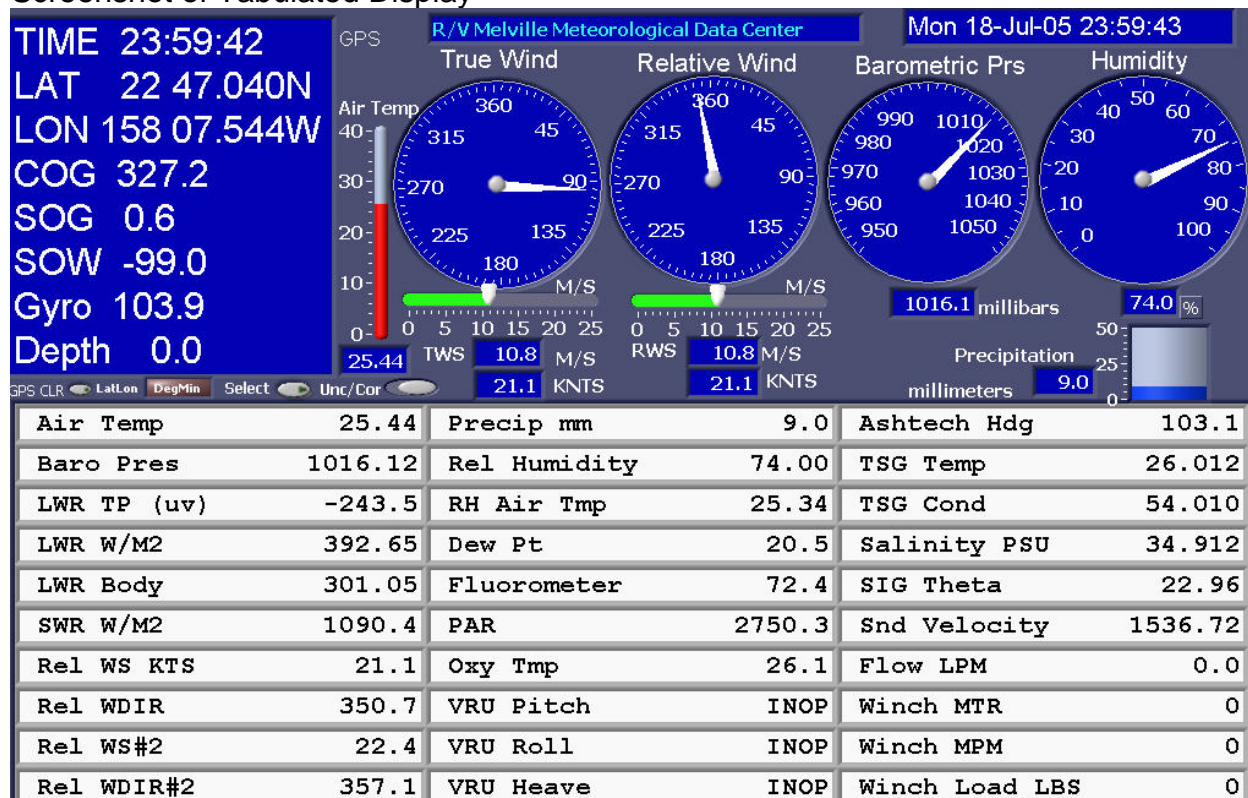 Screenshot of Tabulated Display
TIME 23:59:42
LAT 22 47.040N
LON 158 07.544W
COG 327.2
SOG 0.6
SOW -99.0
Gyro 103.9
Depth 0.0
GPS CLR LatLon DegMin Select Unc/Cor
GPS
R/V Melville Meteorological Data Center
Mon 18-Jul-05 23:59:43
Air Temp
40
30
20
10
0
25.44
True Wind
360
45
90
135
180
225
270
315
M/S
0 5 10 15 20 25
TWS 10.8 M/S
21.1 KNTS
Relative Wind
360
45
90
135
180
225
270
315
M/S
0 5 10 15 20 25
RWS 10.8 M/S
21.1 KNTS
Barometric Prs
950
960
970
980
990
1010
1020
1030
1040
1050
1016.1 millibars
Humidity
0
10
20
30
40
50
60
70
80
90
100
74.0 %
Precipitation
millimeters 9.0
50
25
0
Air Temp 25.44 Precip mm 9.0 Ashtech Hdg 103.1
Baro Pres 1016.12 Rel Humidity 74.00 TSG Temp 26.012
LWR TP (uv) -243.5 RH Air Tmp 25.34 TSG Cond 54.010
LWR W/M2 392.65 Dew Pt 20.5 Salinity PSU 34.912
LWR Body 301.05 Fluorometer 72.4 SIG Theta 22.96
SWR W/M2 1090.4 PAR 2750.3 Snd Velocity 1536.72
Rel WS KTS 21.1 Oxy Tmp 26.1 Flow LPM 0.0
Rel WDIR 350.7 VRU Pitch INOP Winch MTR 0
Rel WS#2 22.4 VRU Roll INOP Winch MPM 0
Rel WDIR#2 357.1 VRU Heave INOP Winch Load LBS 0